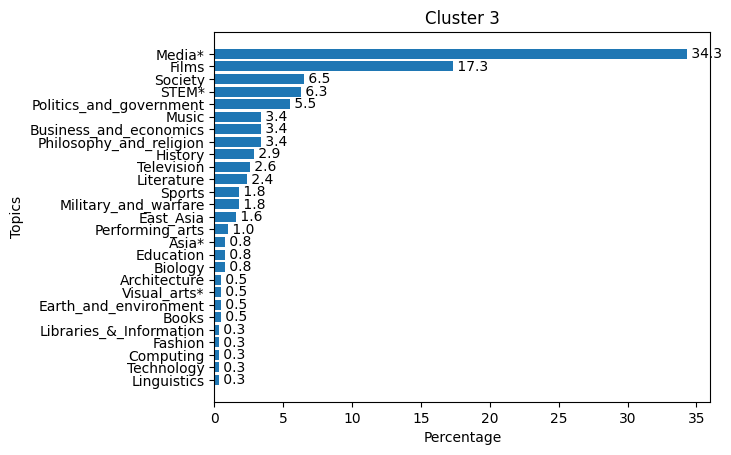 Cluster 3
Topics
Media* 34.3
Films 17.3
Society 6.5
STEM* 6.3
Politics_and_government 5.5
Music 3.4
Business_and_economics 3.4
Philosophy_and_religion 3.4
History 2.9
Television 2.6
Literature 2.4
Sports 1.8
Military_and_warfare 1.8
East_Asia 1.6
Performing_arts 1.0
Asia* 0.8
Education 0.8
Biology 0.8
Architecture 0.5
Visual_arts* 0.5
Earth_and_environment 0.5
Books 0.5
Libraries_&_Information 0.3
Fashion 0.3
Computing 0.3
Technology 0.3
Linguistics 0.3
0 5 10 15 20 25 30 35
Percentage